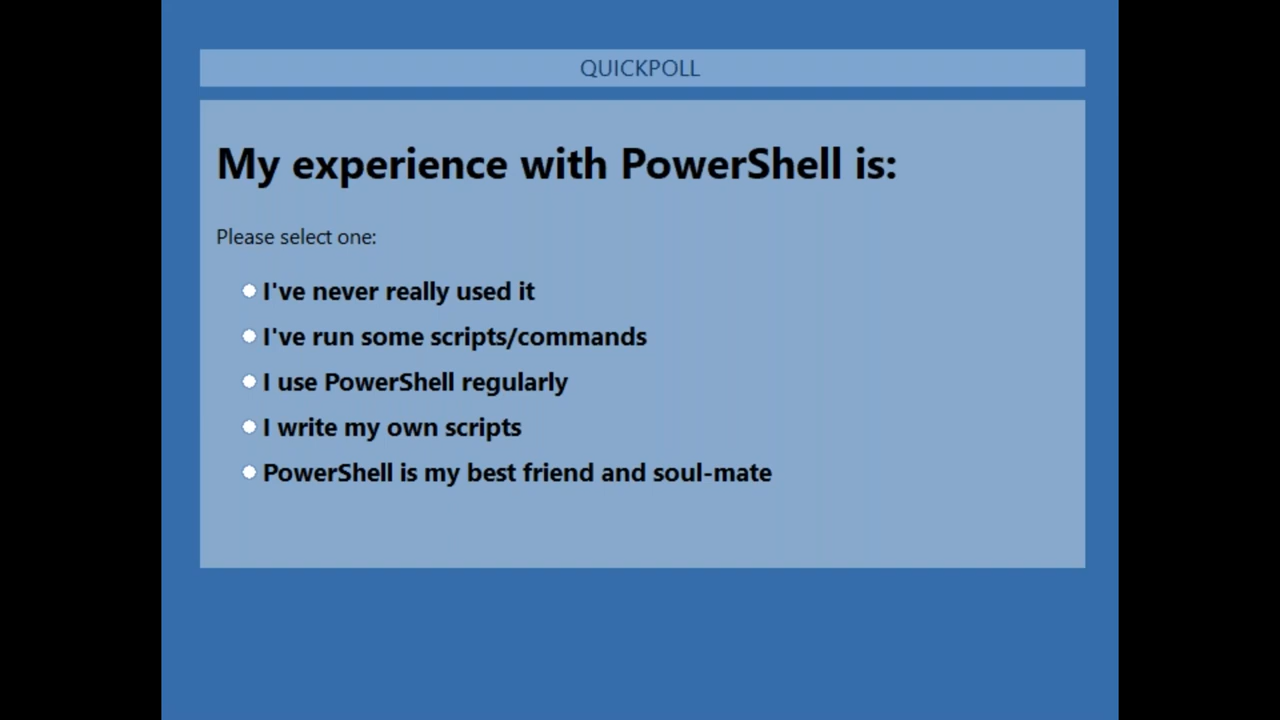 QUICKPOLL
My experience with PowerShell is:
Please select one:
I've never really used it
I've run some scripts/commands
I use PowerShell regularly
I write my own scripts
PowerShell is my best friend and soul-mate